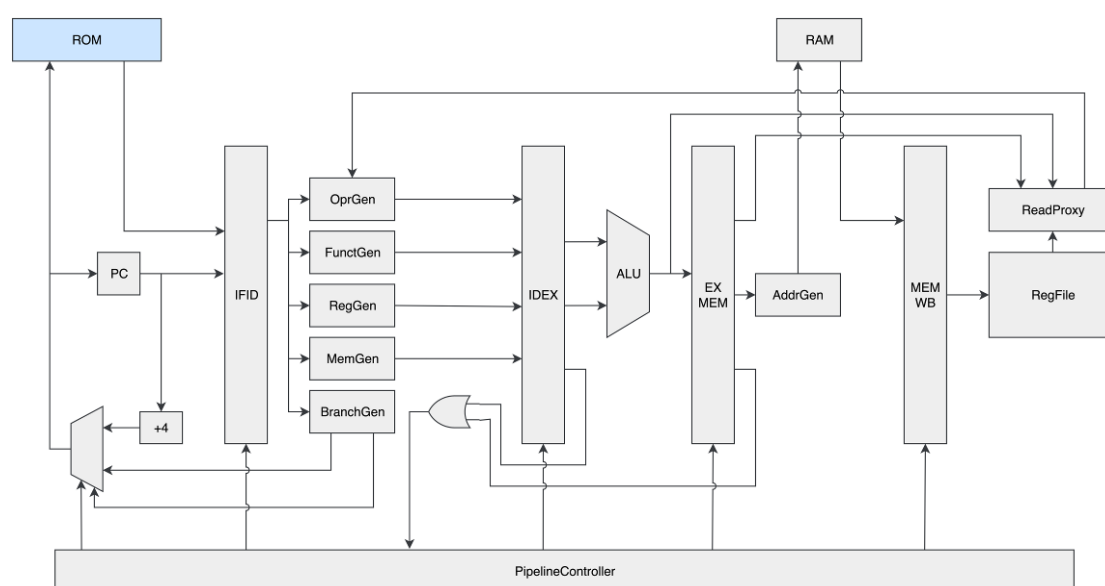 ROM
RAM
OprGen
ReadProxy
FunctGen
PC
IFID
ALU
IDEX
EX
MEM
AddrGen
MEM
WB
RegFile
RegGen
MemGen
BranchGen
+4
PipelineController